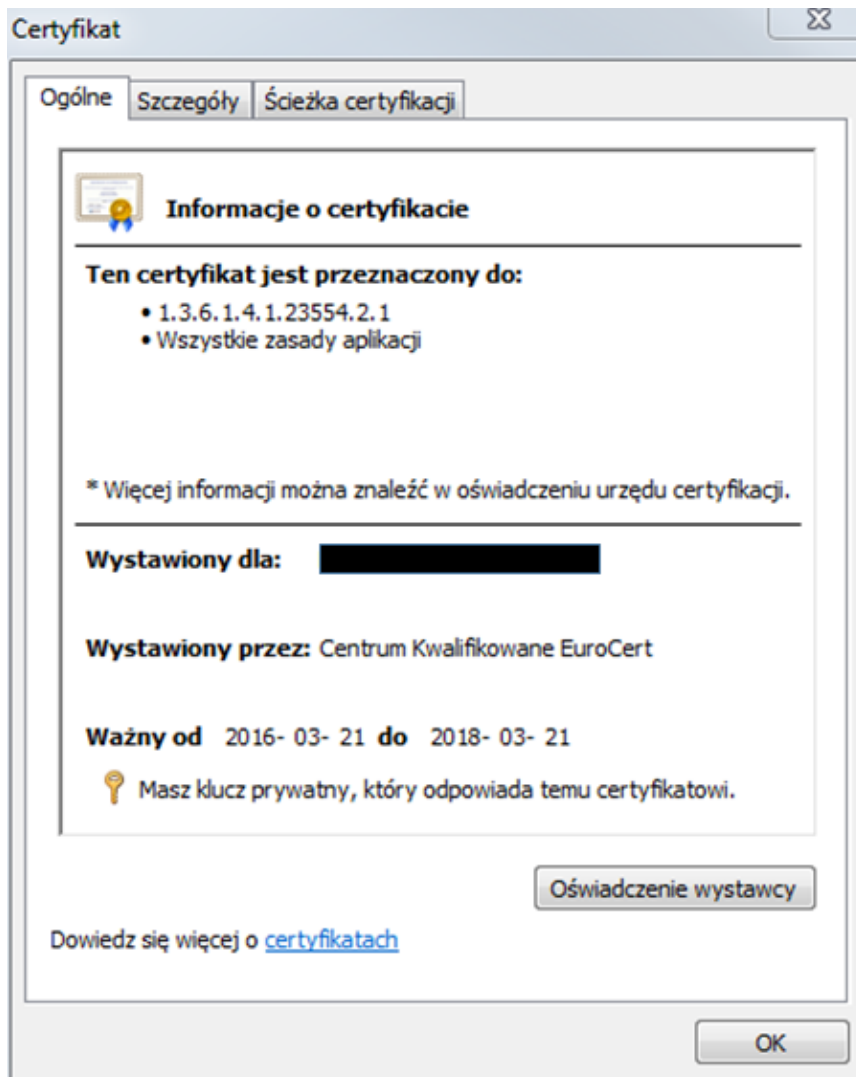 Certyfikat
Ogólne Szczegóły Ścieżka certyfikacji
Informacje o certyfikacie
Ten certyfikat jest przeznaczony do:
• 1.3.6.1.4.1.23554.2.1
• Wszystkie zasady aplikacji
* Więcej informacji można znaleźć w oświadczeniu urzędu certyfikacji.
Wystawiony dla:
Wystawiony przez: Centrum Kwalifikowane EuroCert
Ważny od 2016- 03- 21 do 2018- 03- 21
Masz klucz prywatny, który odpowiada temu certyfikatowi.
Oświadczenie wystawcy
Dowiedz się więcej o certyfikatach
OK